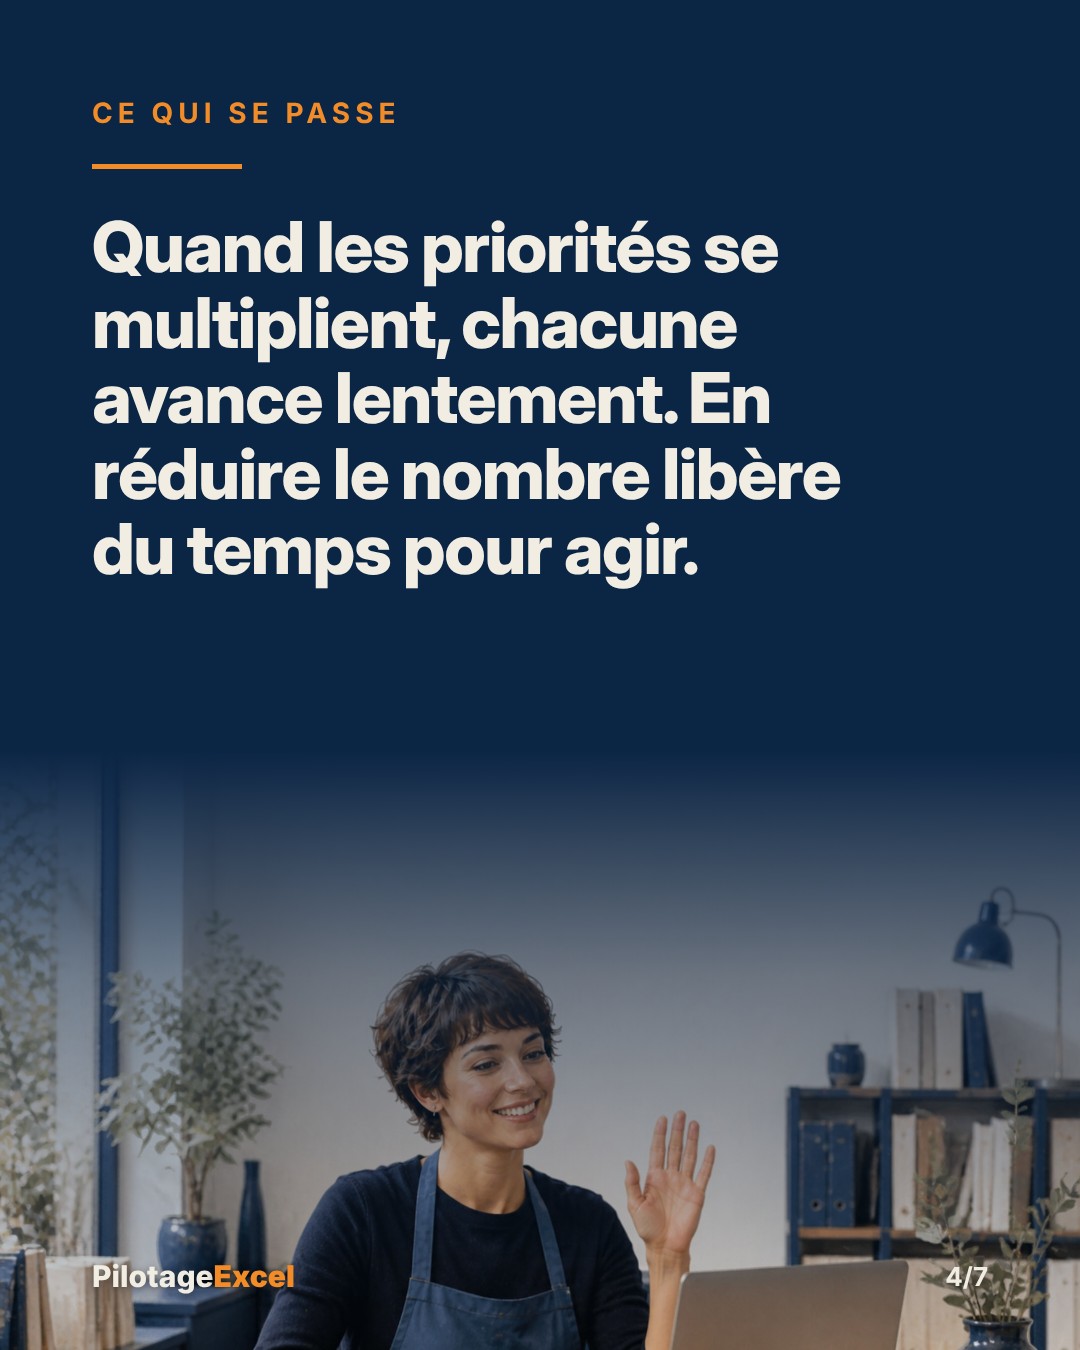 CE QUI SE PASSE
Quand les priorités se
multiplient, chacune
avance lentement. En
réduire le nombre libère
du temps pour agir.
PilotageExcel
4/7